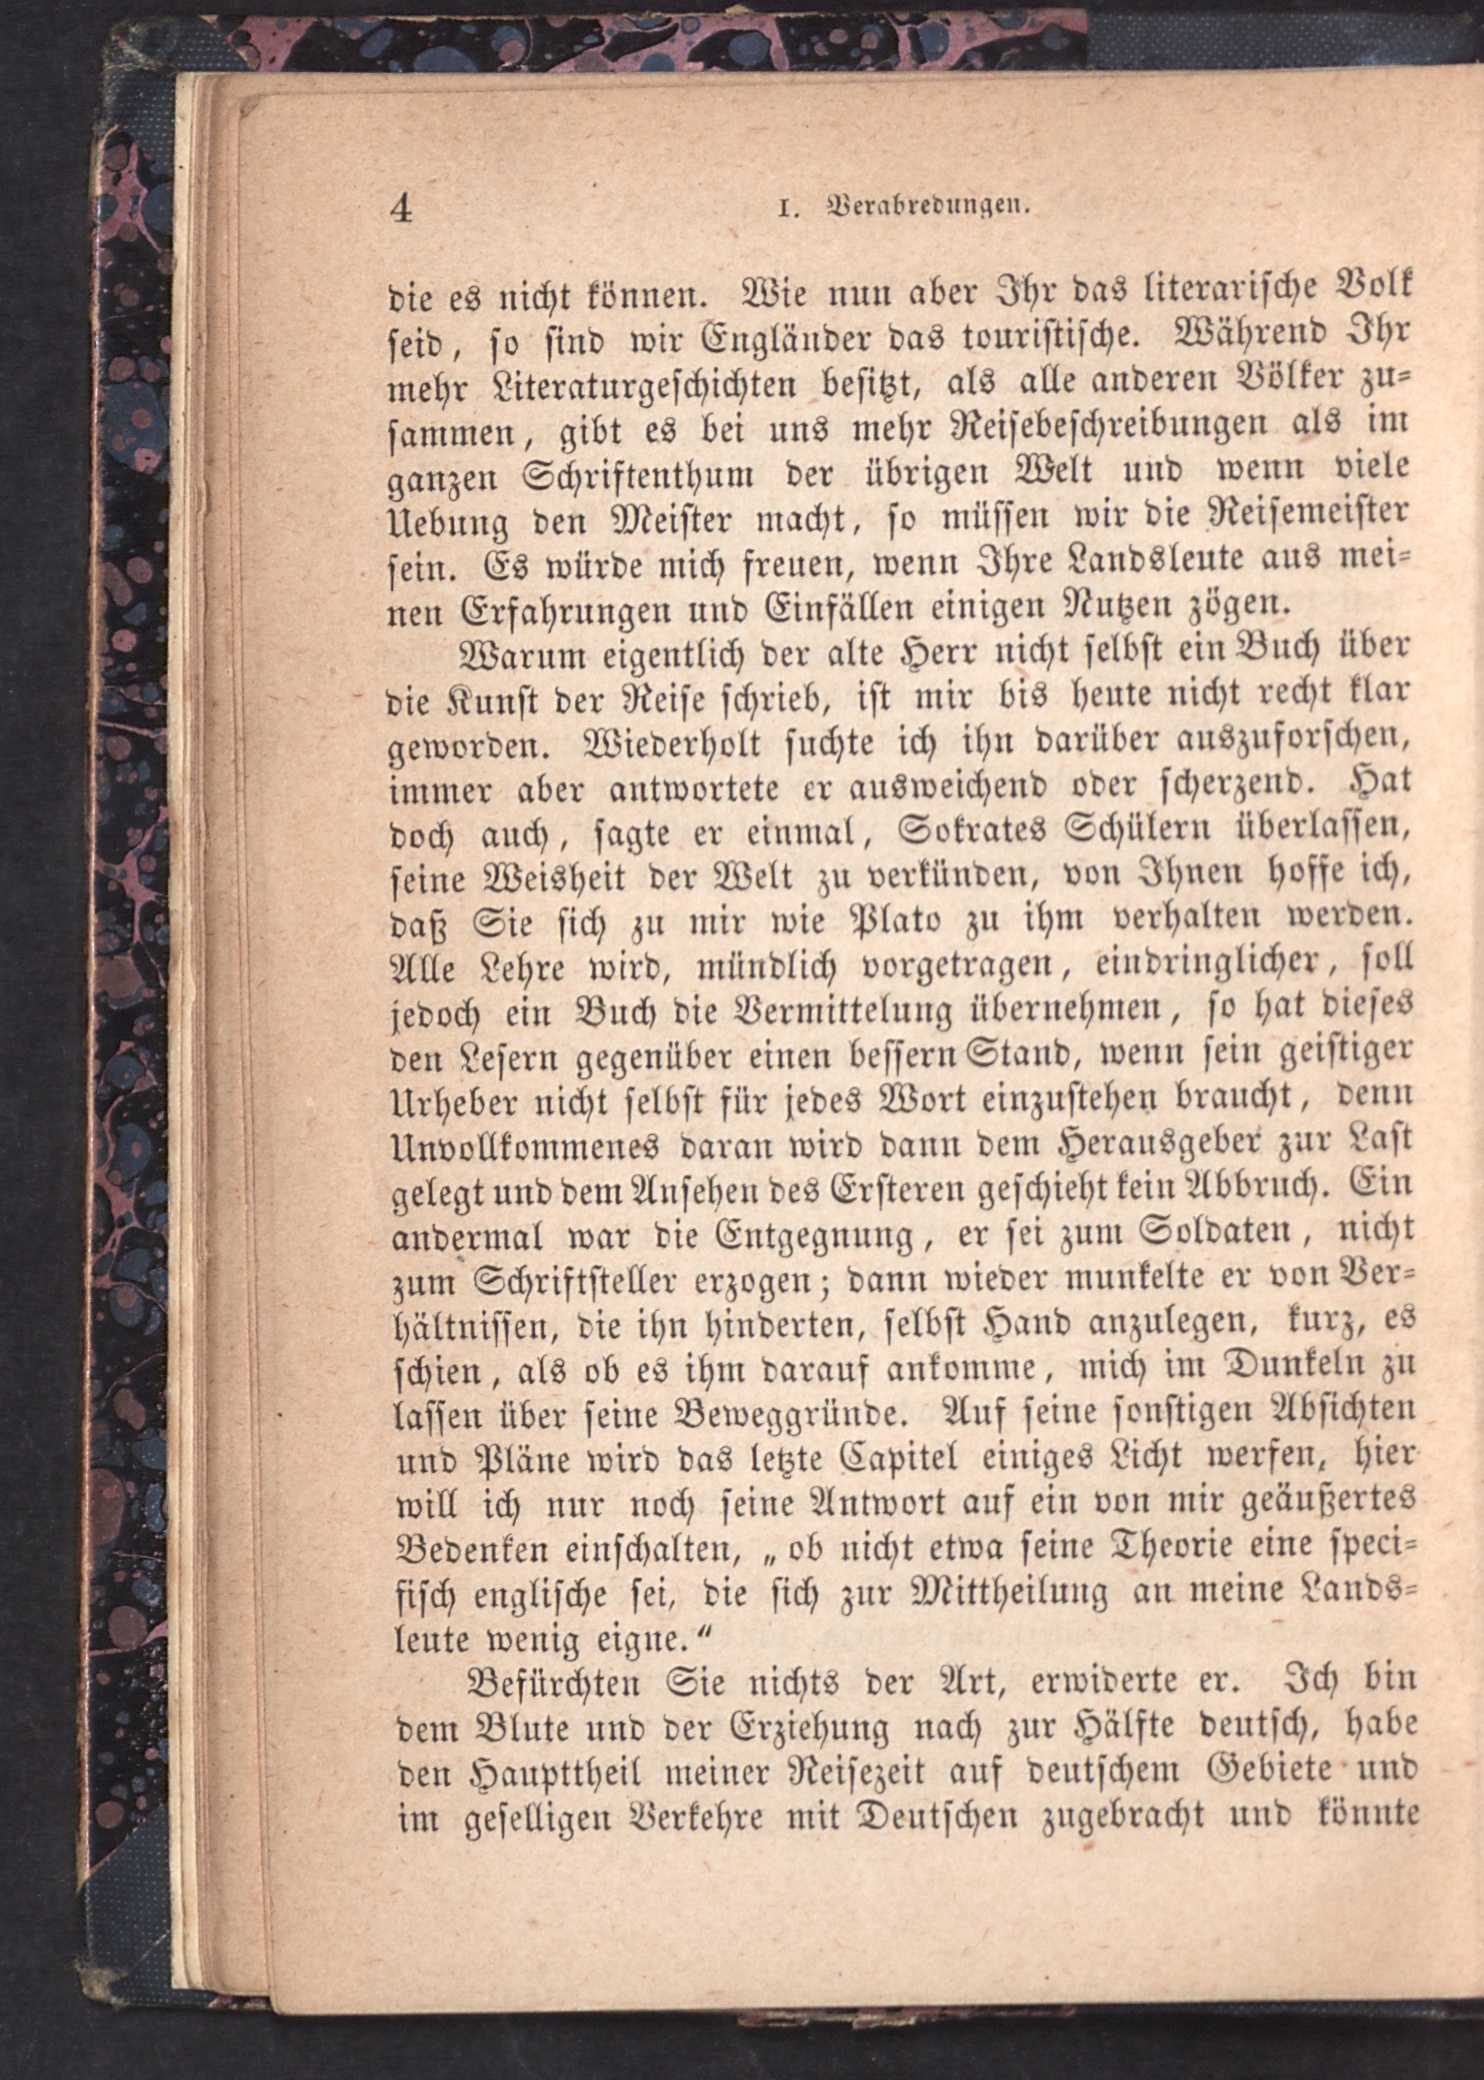 4 1. Verabredungen.
die es nicht können. Wie nun aber Ihr das literarische Volk
seid, so sind wir Engländer das touristische. Während Ihr
mehr Literaturgeschichten besitzt, als alle anderen Völker zu-
sammen, gibt es bei uns mehr Reisebeschreibungen als im
ganzen Schriftenthum der übrigen Welt und wenn viele
Uebung den Meister macht, so müssen wir die Reisemeister
sein. Es würde mich freuen, wenn Ihre Landsleute aus mei-
nen Erfahrungen und Einfällen einigen Nutzen zögen.
Warum eigentlich der alte Herr nicht selbst ein Buch über
die Kunst der Reise schrieb, ist mir bis heute nicht recht klar
geworden. Wiederholt suchte ich ihn darüber auszuforschen,
immer aber antwortete er ausweichend oder scherzend. Hat
doch auch, sagte er einmal, Sokrates Schülern überlassen,
seine Weisheit der Welt zu verkünden, von Ihnen hoffe ich,
daß Sie sich zu mir wie Plato zu ihm verhalten werden.
Alle Lehre wird, mündlich vorgetragen, eindringlicher, soll
jedoch ein Buch die Vermittelung übernehmen, so hat dieses
den Lesern gegenüber einen bessern Stand, wenn sein geistiger
Urheber nicht selbst für jedes Wort einzustehen braucht, denn
Unvollkommenes daran wird dann dem Herausgeber zur Last
gelegt und dem Ansehen des Ersteren geschieht kein Abbruch. Ein
andermal war die Entgegnung, er sei zum Soldaten, nicht
zum Schriftsteller erzogen; dann wieder munkelte er von Ver-
hältnissen, die ihn hinderten, selbst Hand anzulegen, kurz, es
schien, als ob es ihm darauf ankomme, mich im Dunkeln zu
lassen über seine Beweggründe. Auf seine sonstigen Absichten
und Pläne wird das letzte Capitel einiges Licht werfen, hier
will ich nur noch seine Antwort auf ein von mir geäußertes
Bedenken einschalten, „ob nicht etwa seine Theorie eine speci-
fisch englische sei, die sich zur Mittheilung an meine Lands-
leute wenig eigne.“
Befürchten Sie nichts der Art, erwiderte er. Ich bin
dem Blute und der Erziehung nach zur Hälfte deutsch, habe
den Haupttheil meiner Reisezeit auf deutschem Gebiete und
im geselligen Verkehre mit Deutschen zugebracht und könnte